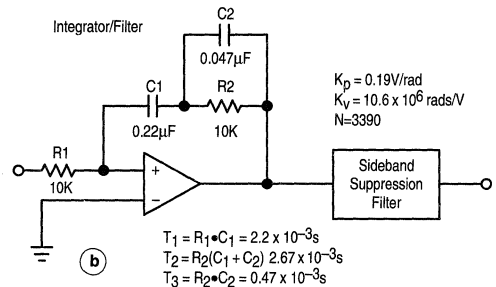 Integrator/Filter
C2
0.047µF
C1
R2
0.22µF
10K
Kp = 0.19V/rad
Kv = 10.6 x 10⁶ rads/V
N=3390
R1
10K
+
−
Sideband
Suppression
Filter
b
T1 = R1•C1 = 2.2 x 10⁻³s
T2 = R2(C1 + C2) 2.67 x 10⁻³s
T3 = R2•C2 = 0.47 x 10⁻³s